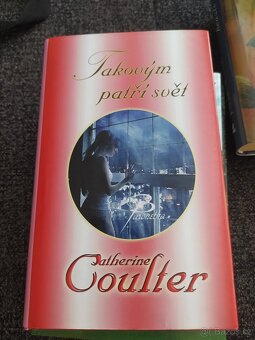 Takovým
patří svět
Catherine
Coulter